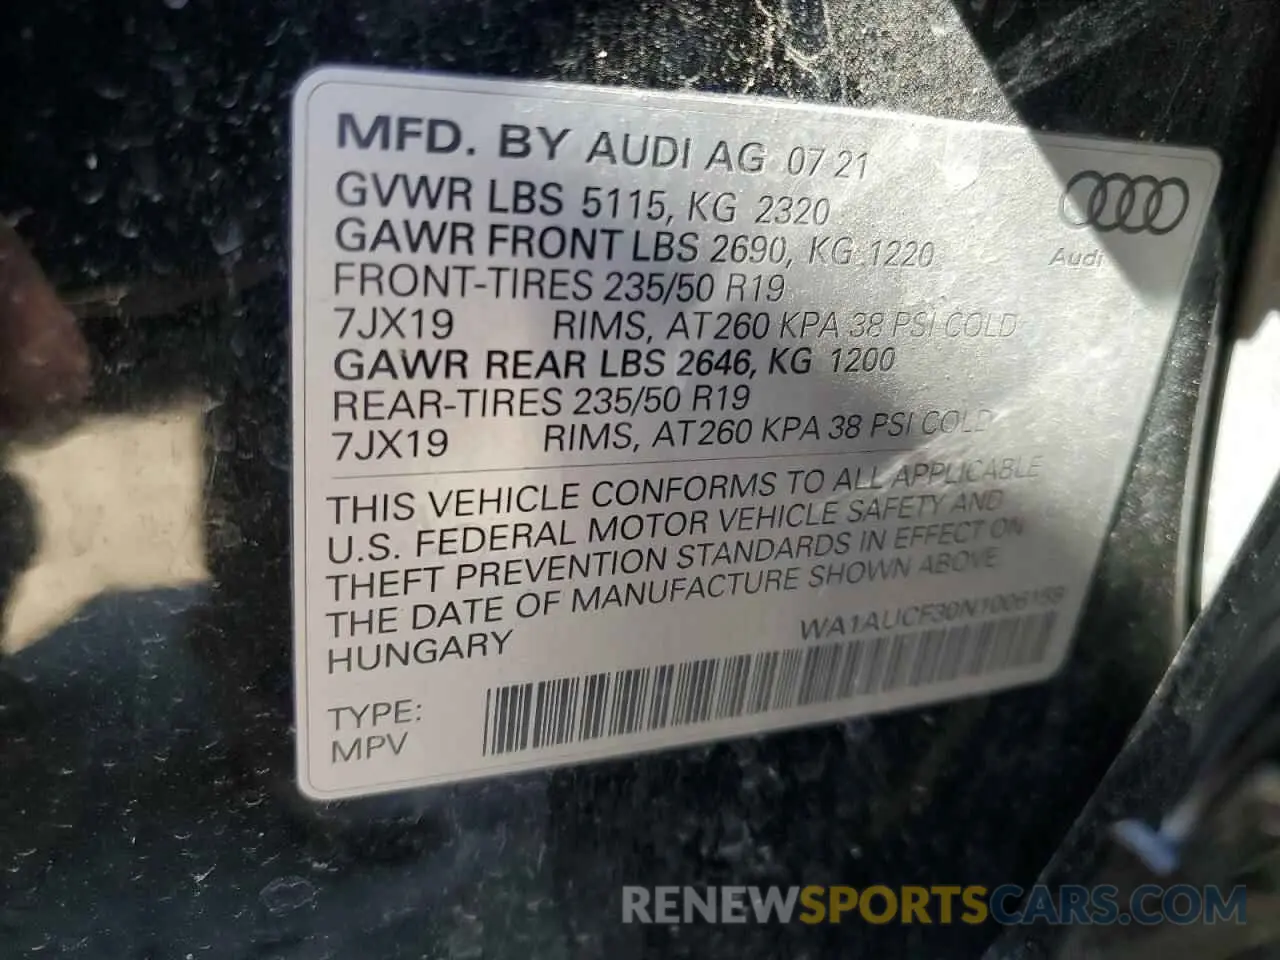 MFD. BY AUDI AG 07 21
GVWR LBS 5115, KG 2320
GAWR FRONT LBS 2690, KG 1220
Audi
FRONT-TIRES 235/50 R19
7JX19 RIMS, AT260 KPA 38 PSI COLD
GAWR REAR LBS 2646, KG 1200
REAR-TIRES 235/50 R19
7JX19 RIMS, AT260 KPA 38 PSI COLD
THIS VEHICLE CONFORMS TO ALL APPLICABLE
U.S. FEDERAL MOTOR VEHICLE SAFETY AND
THEFT PREVENTION STANDARDS IN EFFECT ON
THE DATE OF MANUFACTURE SHOWN ABOVE
HUNGARY
TYPE:
MPV
RENEWSPORTSCARS.COM